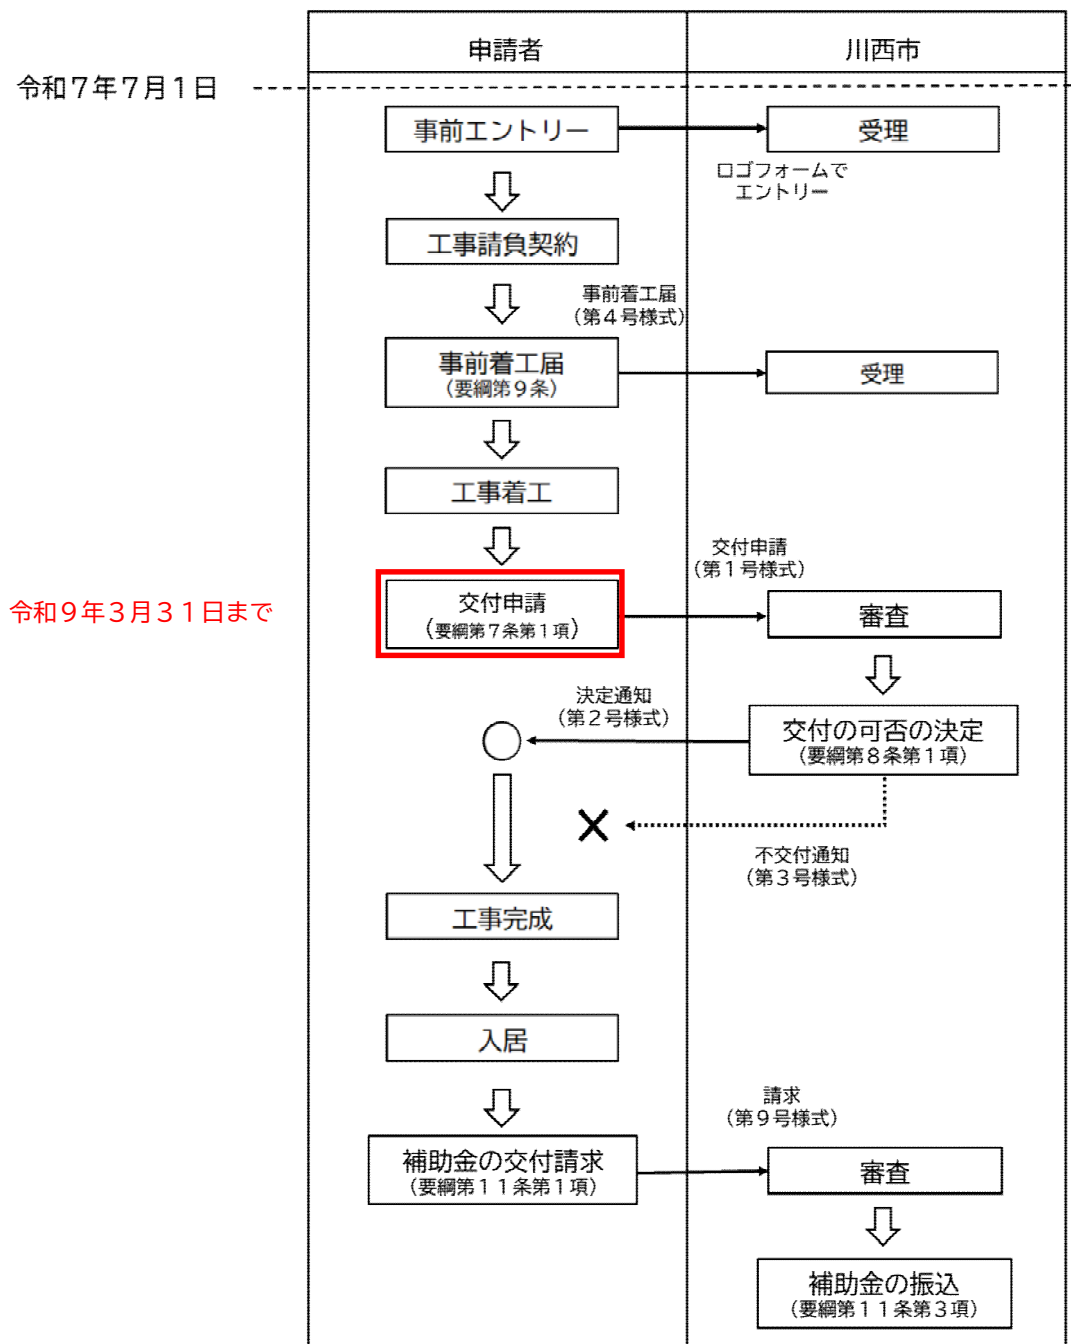 申請者
川西市
令和７年７月１日
事前エントリー
受理
ロゴフォームで
エントリー
工事請負契約
事前着工届
（第４号様式）
事前着工届
（要綱第９条）
受理
工事着工
交付申請
（第１号様式）
令和９年３月３１日まで
交付申請
（要綱第７条第１項）
審査
決定通知
（第２号様式）
交付の可否の決定
（要綱第８条第１項）
不交付通知
（第３号様式）
工事完成
入居
請求
（第９号様式）
補助金の交付請求
（要綱第１１条第１項）
審査
補助金の振込
（要綱第１１条第３項）